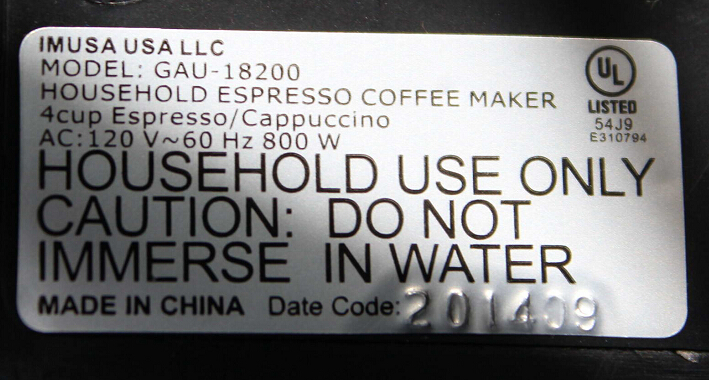 IMUSA USA LLC
MODEL: GAU-18200
HOUSEHOLD ESPRESSO COFFEE MAKER
4cup Espresso/Cappuccino
AC:120 V~60 Hz 800 W
UL
LISTED
54J9
E310794
HOUSEHOLD USE ONLY
CAUTION: DO NOT
IMMERSE IN WATER
MADE IN CHINA Date Code: 201409